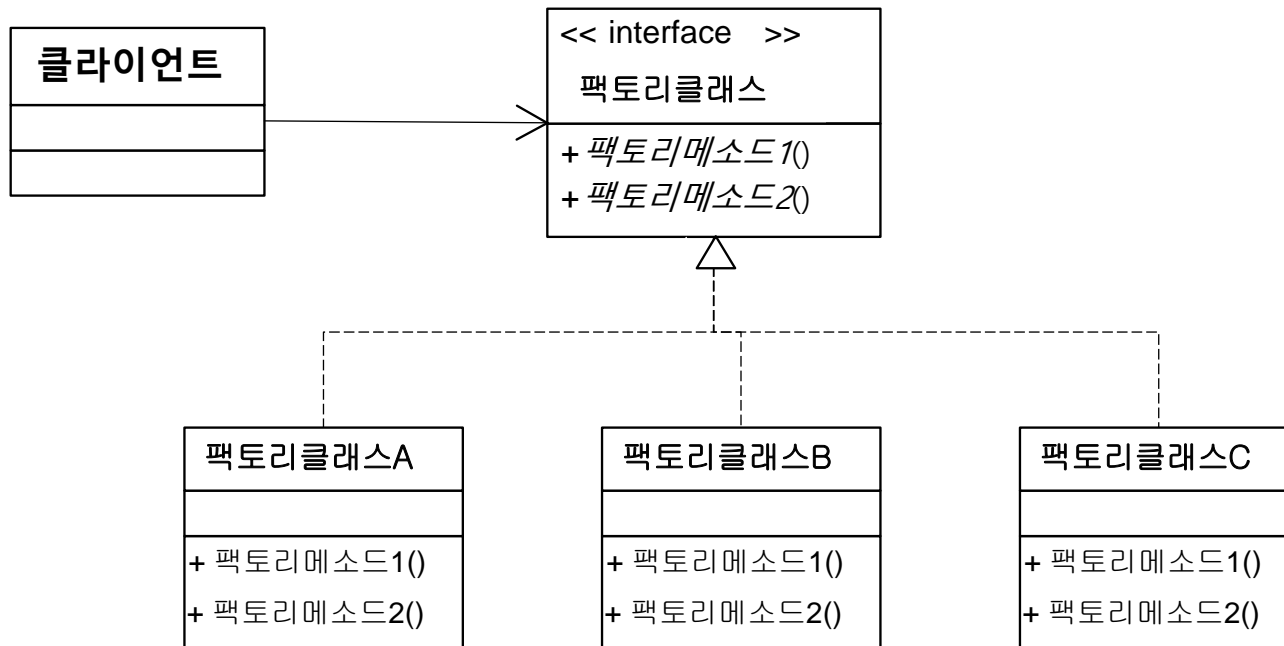 클라이언트
<< interface >>
팩토리클래스
+ 팩토리메소드1()
+ 팩토리메소드2()
팩토리클래스A
+ 팩토리메소드1()
+ 팩토리메소드2()
팩토리클래스B
+ 팩토리메소드1()
+ 팩토리메소드2()
팩토리클래스C
+ 팩토리메소드1()
+ 팩토리메소드2()